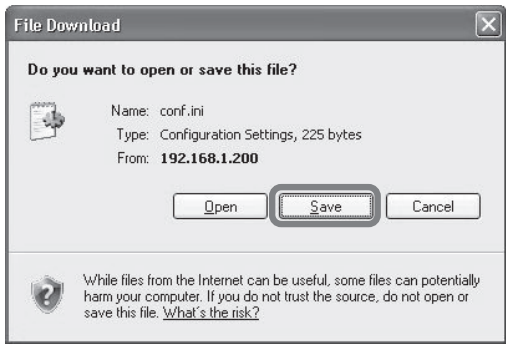 File Download
Do you want to open or save this file?
Name: conf.ini
Type: Configuration Settings, 225 bytes
From: 192.168.1.200
Open Save Cancel
While files from the Internet can be useful, some files can potentially
harm your computer. If you do not trust the source, do not open or
save this file. What's the risk?